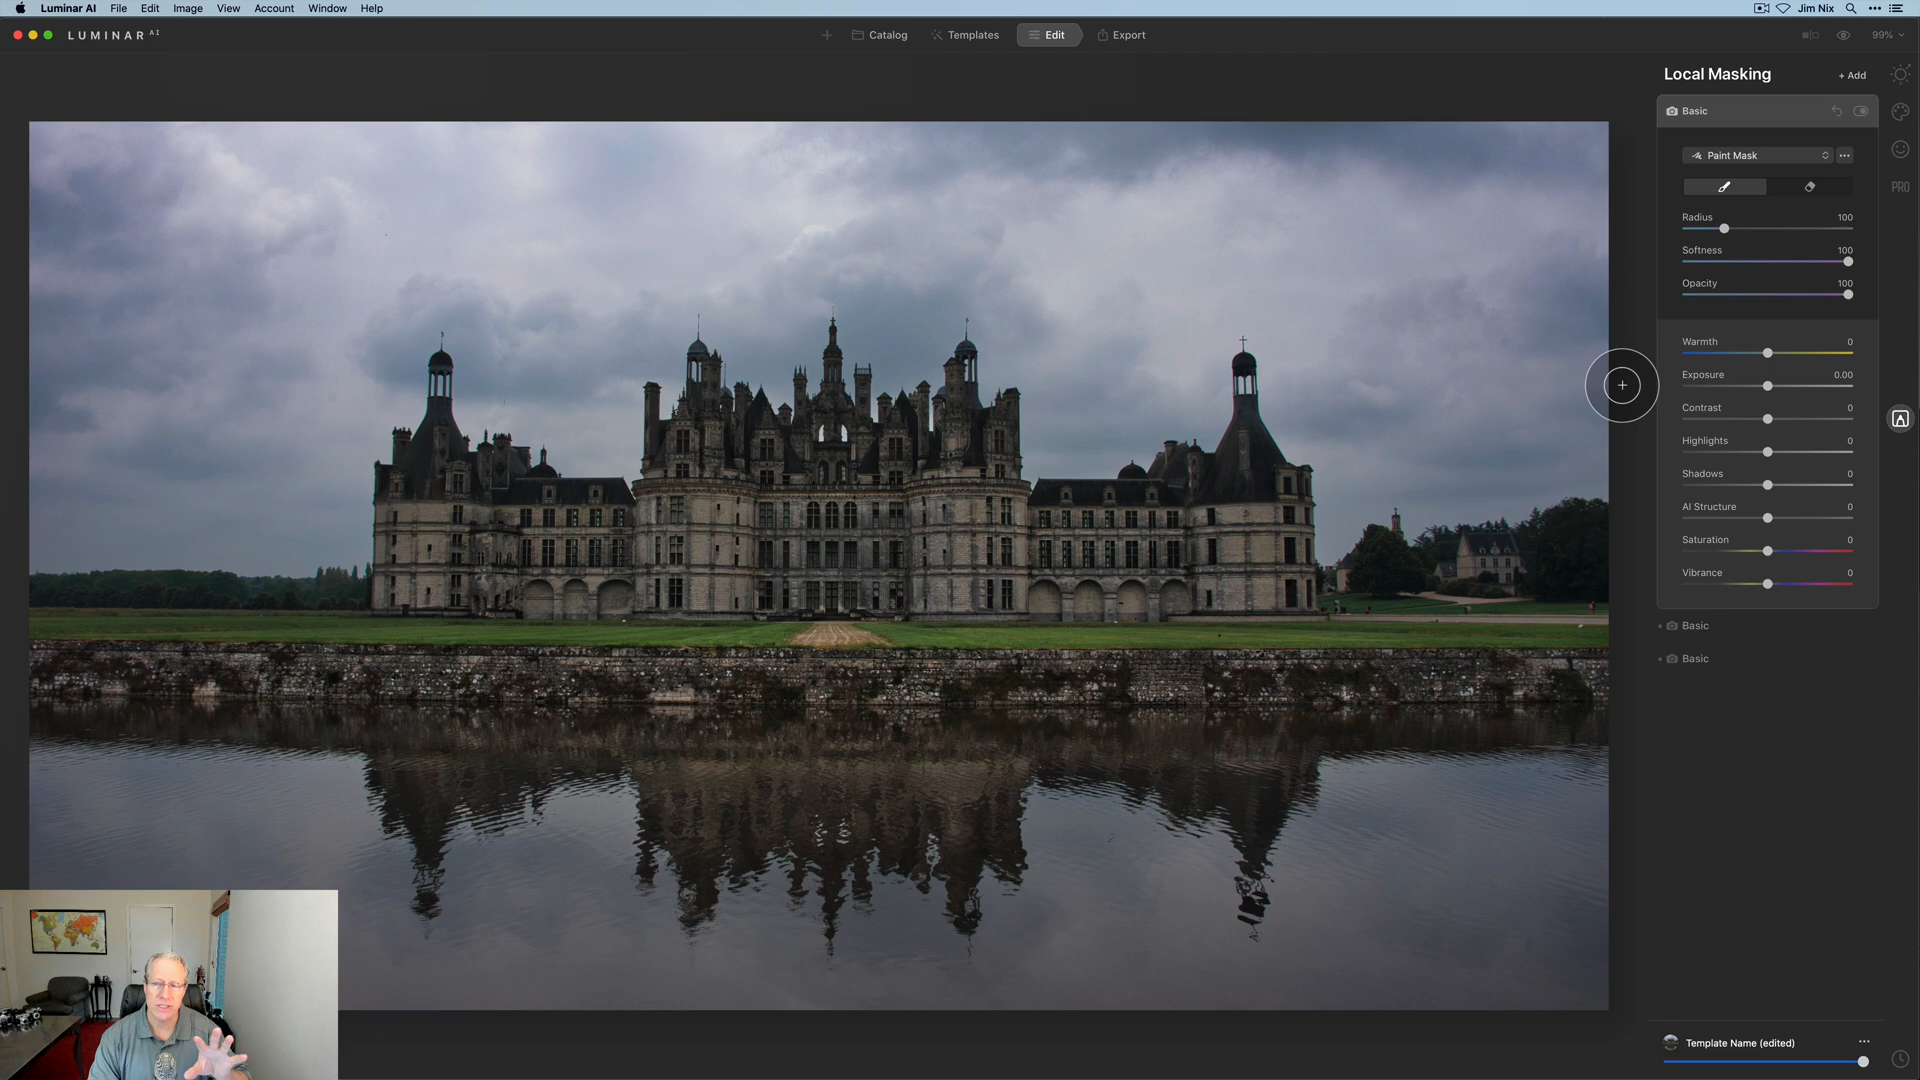 Luminar AI File Edit Image View Account Window Help Jim Nix
LUMINAR AI Catalog Templates Edit Export 99%
Local Masking + Add
Basic
Paint Mask
PRO
Radius 100
Softness 100
Opacity 100
Warmth 0
Exposure 0.00
Contrast 0
Highlights 0
Shadows 0
AI Structure 0
Saturation 0
Vibrance 0
Basic
Basic
Template Name (edited)